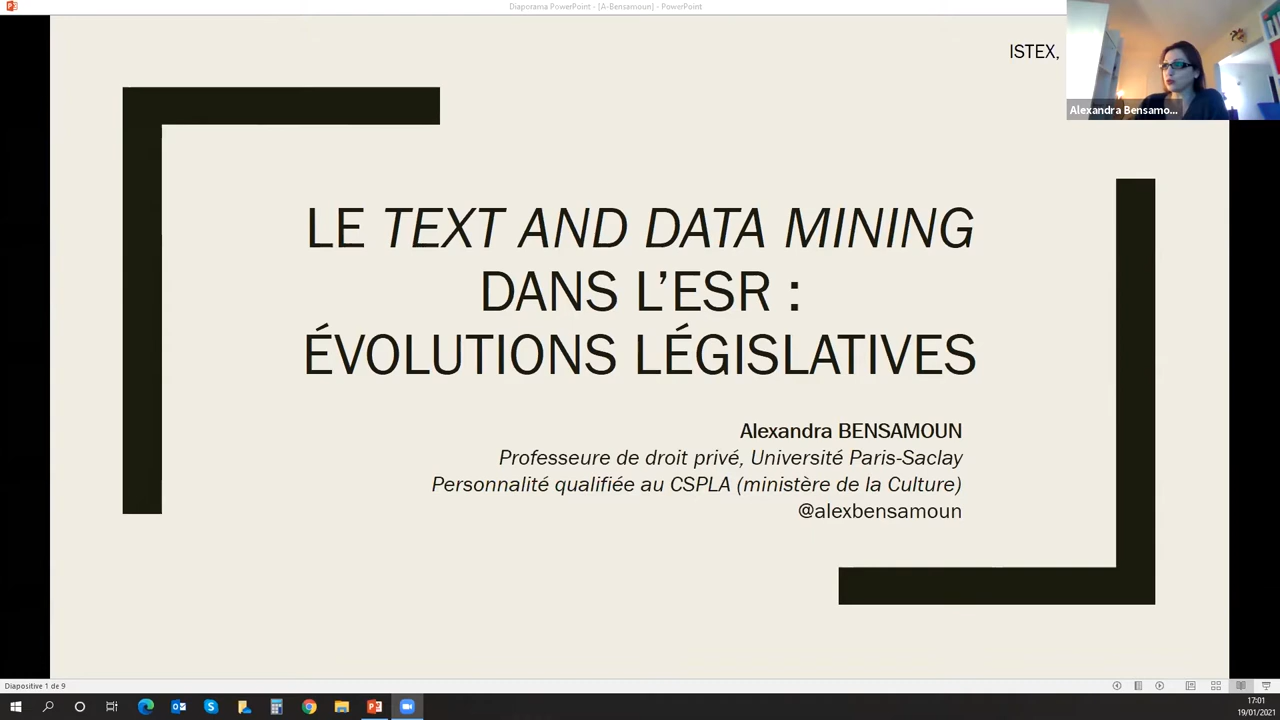 Diaporama PowerPoint - [A-Bensamoun] - PowerPoint
ISTEX,
Alexandra Bensamo...
LE TEXT AND DATA MINING
DANS L’ESR :
ÉVOLUTIONS LÉGISLATIVES
Alexandra BENSAMOUN
Professeure de droit privé, Université Paris-Saclay
Personnalité qualifiée au CSPLA (ministère de la Culture)
@alexbensamoun
Diapositive 1 de 9
17:01
19/01/2021